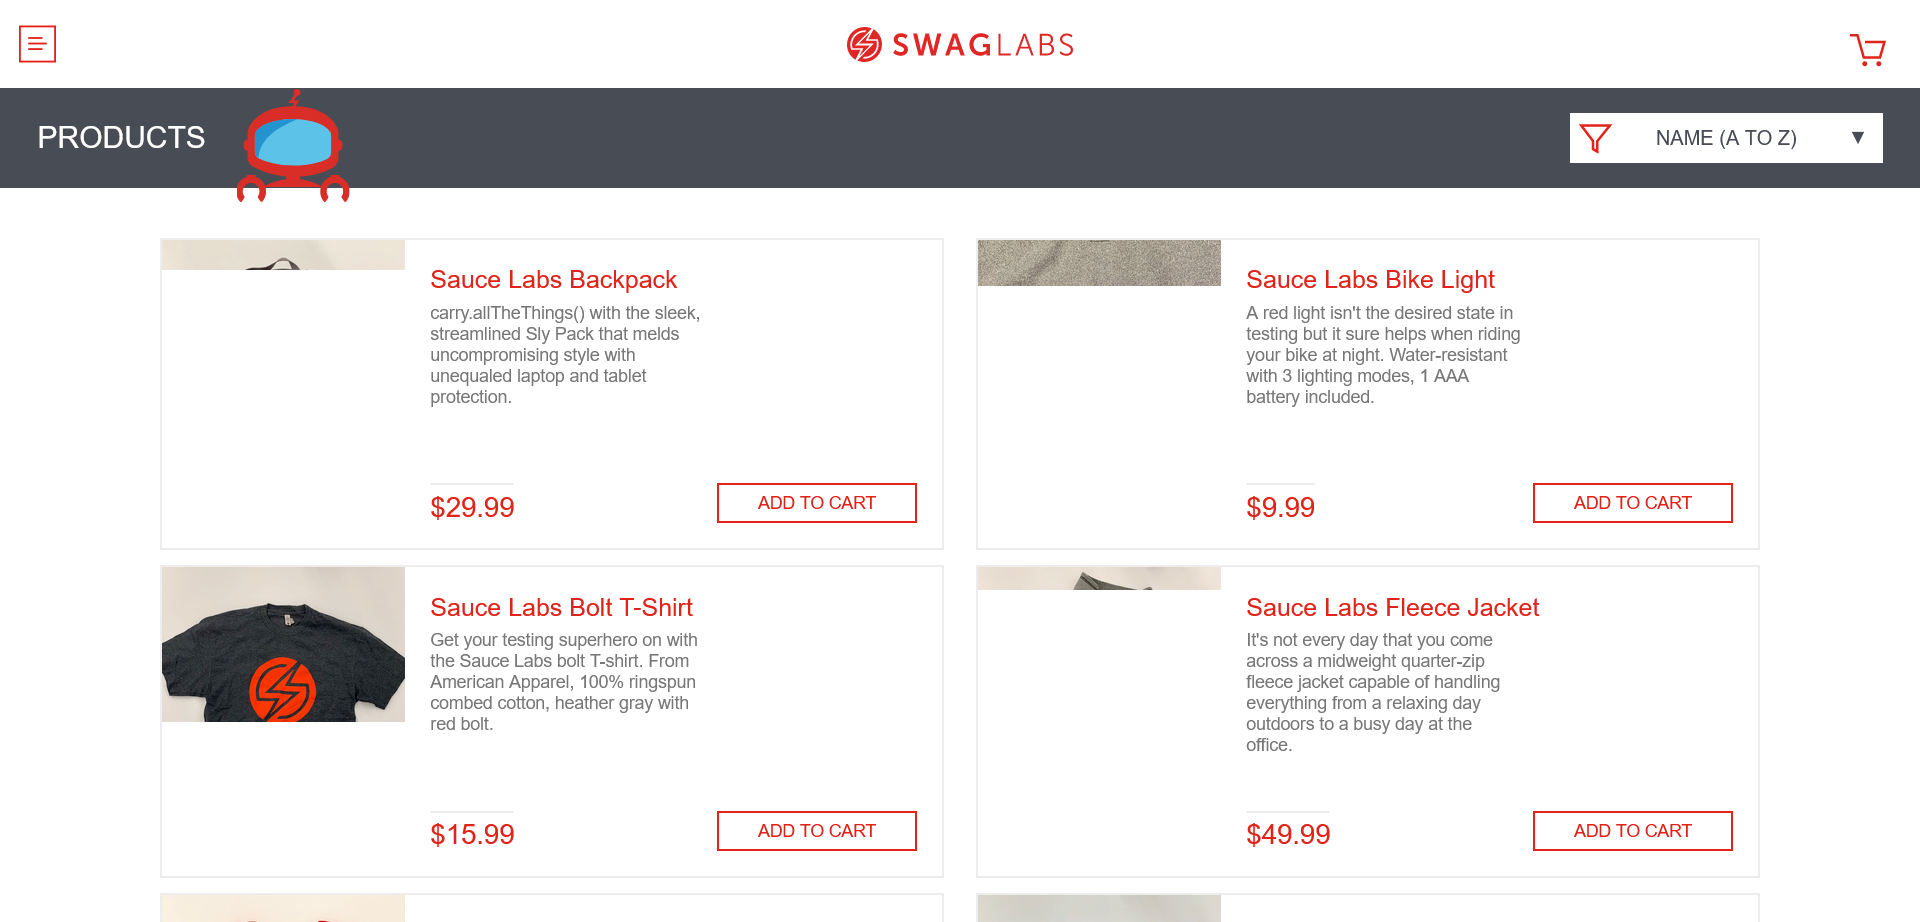 SWAGLABS
PRODUCTS
NAME (A TO Z)
Sauce Labs Backpack
carry.allTheThings() with the sleek,
streamlined Sly Pack that melds
uncompromising style with
unequaled laptop and tablet
protection.
$29.99
ADD TO CART
Sauce Labs Bike Light
A red light isn't the desired state in
testing but it sure helps when riding
your bike at night. Water-resistant
with 3 lighting modes, 1 AAA
battery included.
$9.99
ADD TO CART
Sauce Labs Bolt T-Shirt
Get your testing superhero on with
the Sauce Labs bolt T-shirt. From
American Apparel, 100% ringspun
combed cotton, heather gray with
red bolt.
$15.99
ADD TO CART
Sauce Labs Fleece Jacket
It's not every day that you come
across a midweight quarter-zip
fleece jacket capable of handling
everything from a relaxing day
outdoors to a busy day at the
office.
$49.99
ADD TO CART